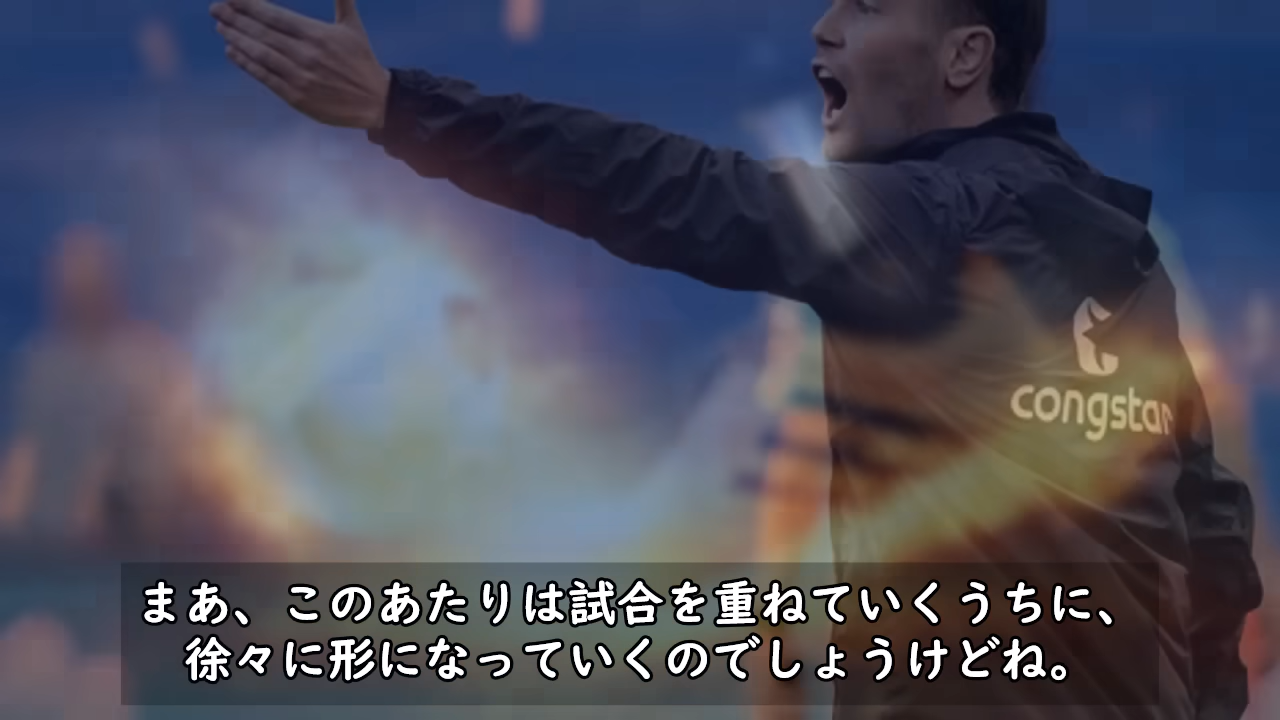 congstar
まあ、このあたりは試合を重ねていくうちに、
徐々に形になっていくのでしょうけどね。